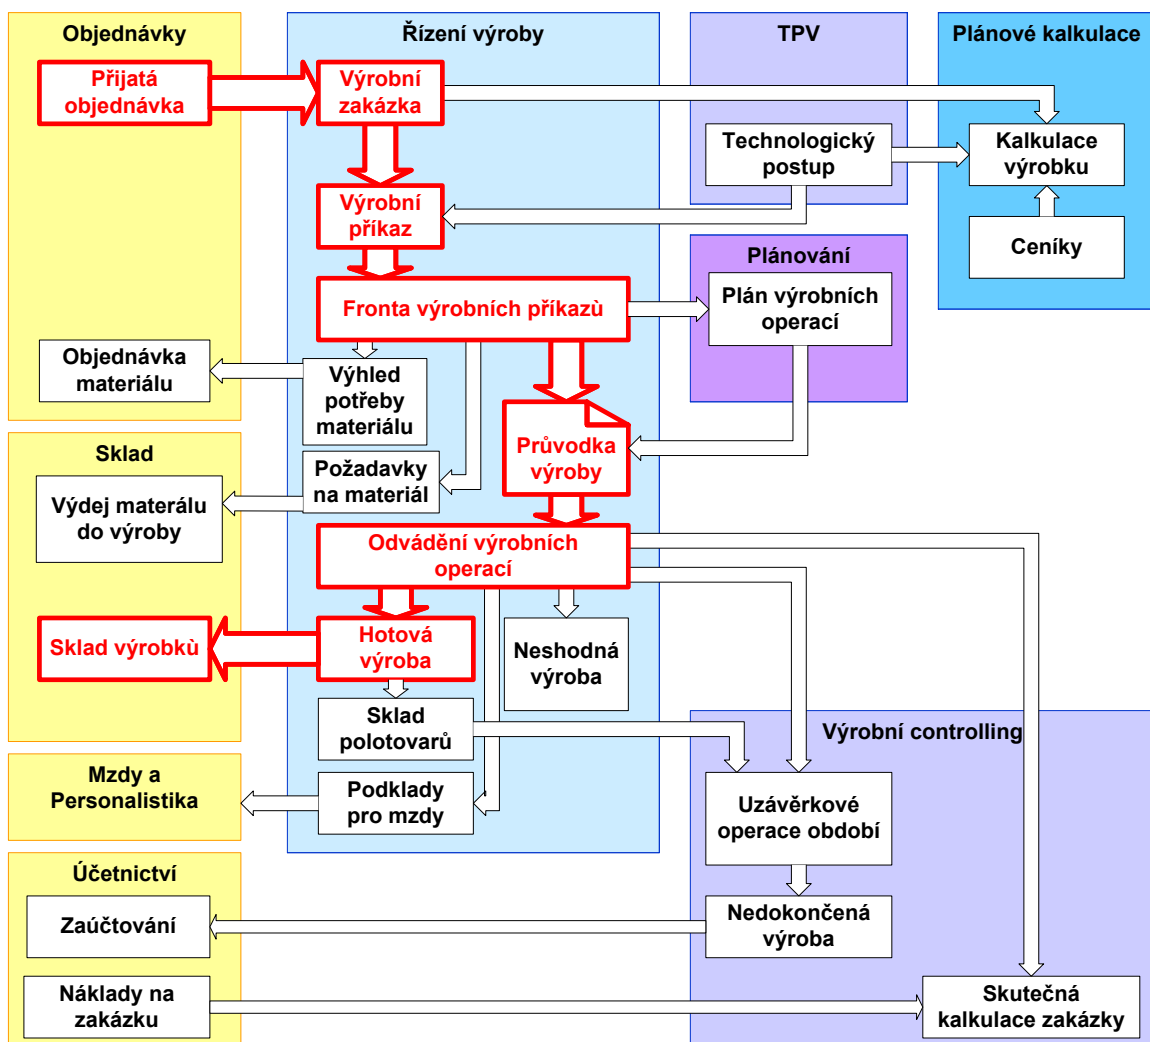 Objednávky
Řízení výroby
TPV
Plánové kalkulace
Přijatá
objednávka
Výrobní
zakázka
Technologický
postup
Kalkulace
výrobku
Výrobní
příkaz
Ceníky
Plánování
Fronta výrobních příkazů
Plán výrobních
operací
Objednávka
materiálu
Výhled
potřeby
materiálu
Sklad
Průvodka
výroby
Požadavky
na materiál
Výdej materálu
do výroby
Odvádění výrobních
operací
Sklad výrobků
Hotová
výroba
Neshodná
výroba
Sklad
polotovarů
Výrobní controlling
Mzdy a
Personalistika
Podklady
pro mzdy
Uzávěrkové
operace období
Účetnictví
Zaúčtování
Nedokončená
výroba
Náklady na
zakázku
Skutečná
kalkulace zakázky